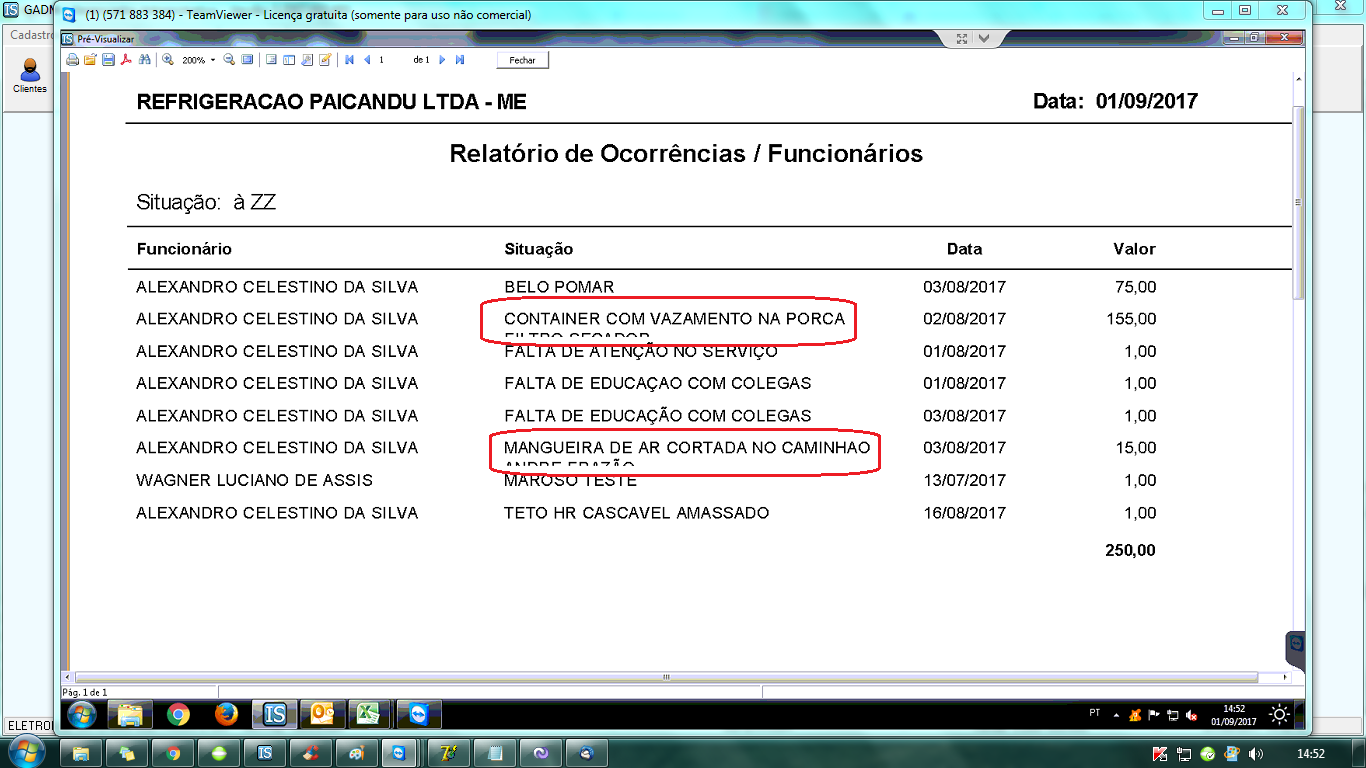 GADM
(1) (571 883 384) - TeamViewer - Licença gratuita (somente para uso não comercial)
Cadastro
Pré-Visualizar
200%
1
de 1
Fechar
Clientes
REFRIGERACAO PAICANDU LTDA - ME Data: 01/09/2017
Relatório de Ocorrências / Funcionários
Situação: à ZZ
Funcionário Situação Data Valor
ALEXANDRO CELESTINO DA SILVA BELO POMAR 03/08/2017 75,00
ALEXANDRO CELESTINO DA SILVA CONTAINER COM VAZAMENTO NA PORCA 02/08/2017 155,00
FILTRO SECADOR
ALEXANDRO CELESTINO DA SILVA FALTA DE ATENÇÃO NO SERVIÇO 01/08/2017 1,00
ALEXANDRO CELESTINO DA SILVA FALTA DE EDUCAÇAO COM COLEGAS 01/08/2017 1,00
ALEXANDRO CELESTINO DA SILVA FALTA DE EDUCAÇÃO COM COLEGAS 03/08/2017 1,00
ALEXANDRO CELESTINO DA SILVA MANGUEIRA DE AR CORTADA NO CAMINHAO 03/08/2017 15,00
ANDRE FRAZÃO
WAGNER LUCIANO DE ASSIS MAROSO TESTE 13/07/2017 1,00
ALEXANDRO CELESTINO DA SILVA TETO HR CASCAVEL AMASSADO 16/08/2017 1,00
250,00
Pág. 1 de 1
PT
14:52
01/09/2017
ELETRO
14:52